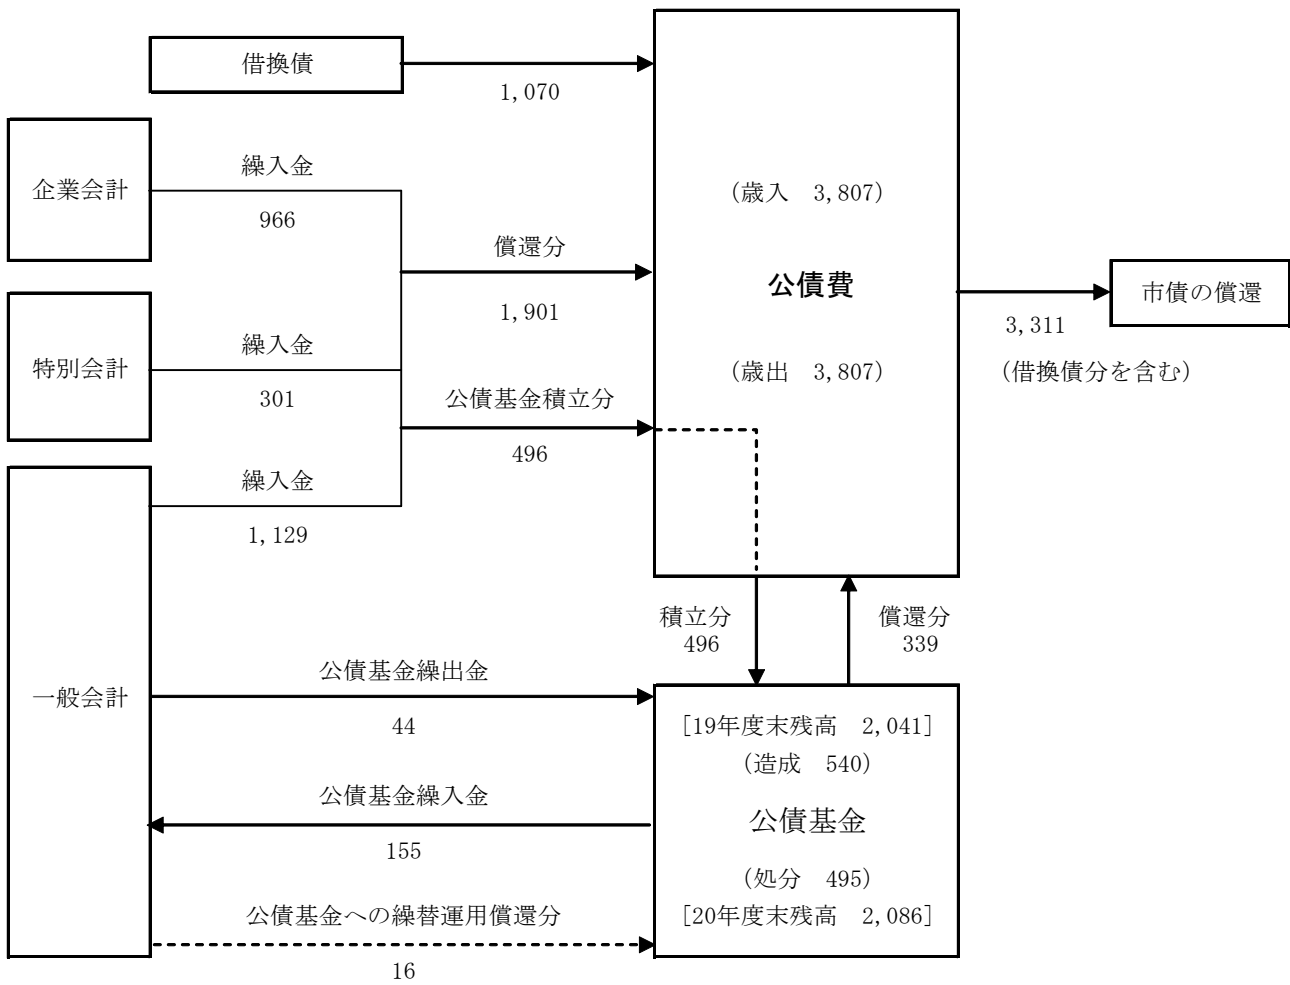 借換債
1,070
企業会計
繰入金
966
償還分
1,901
特別会計
繰入金
301
公債基金積立分
496
繰入金
1,129
(歳入　3,807)
公債費
(歳出　3,807)
3,311
(借換債分を含む)
市債の償還
積立分
496
償還分
339
一般会計
公債基金繰出金
44
公債基金繰入金
155
公債基金への繰替運用償還分
16
[19年度末残高　2,041]
(造成　540)
公債基金
(処分　495)
[20年度末残高　2,086]